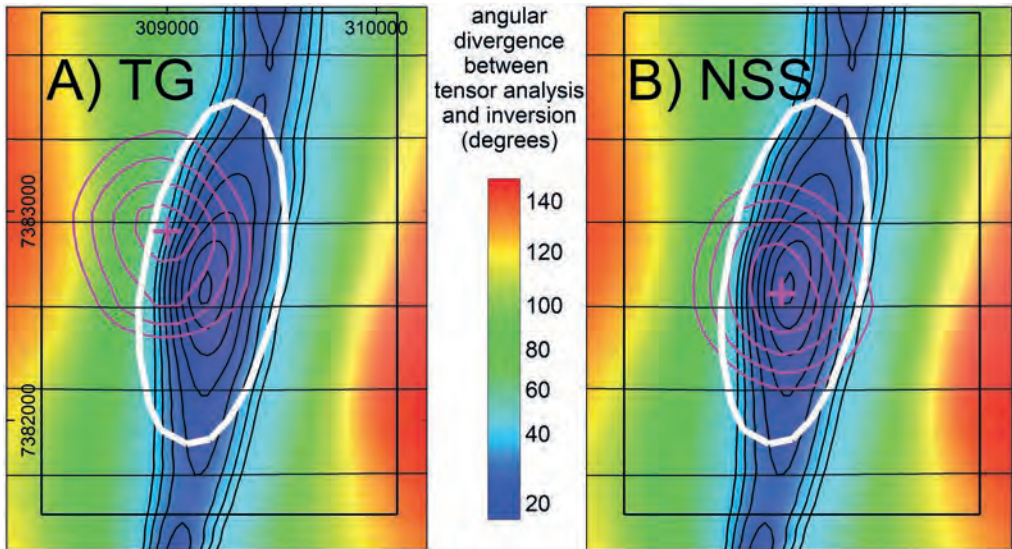 309000
310000
A) TG
7383000
7382000
angular
divergence
between
tensor analysis
and inversion
(degrees)
140
120
100
80
60
40
20
B) NSS